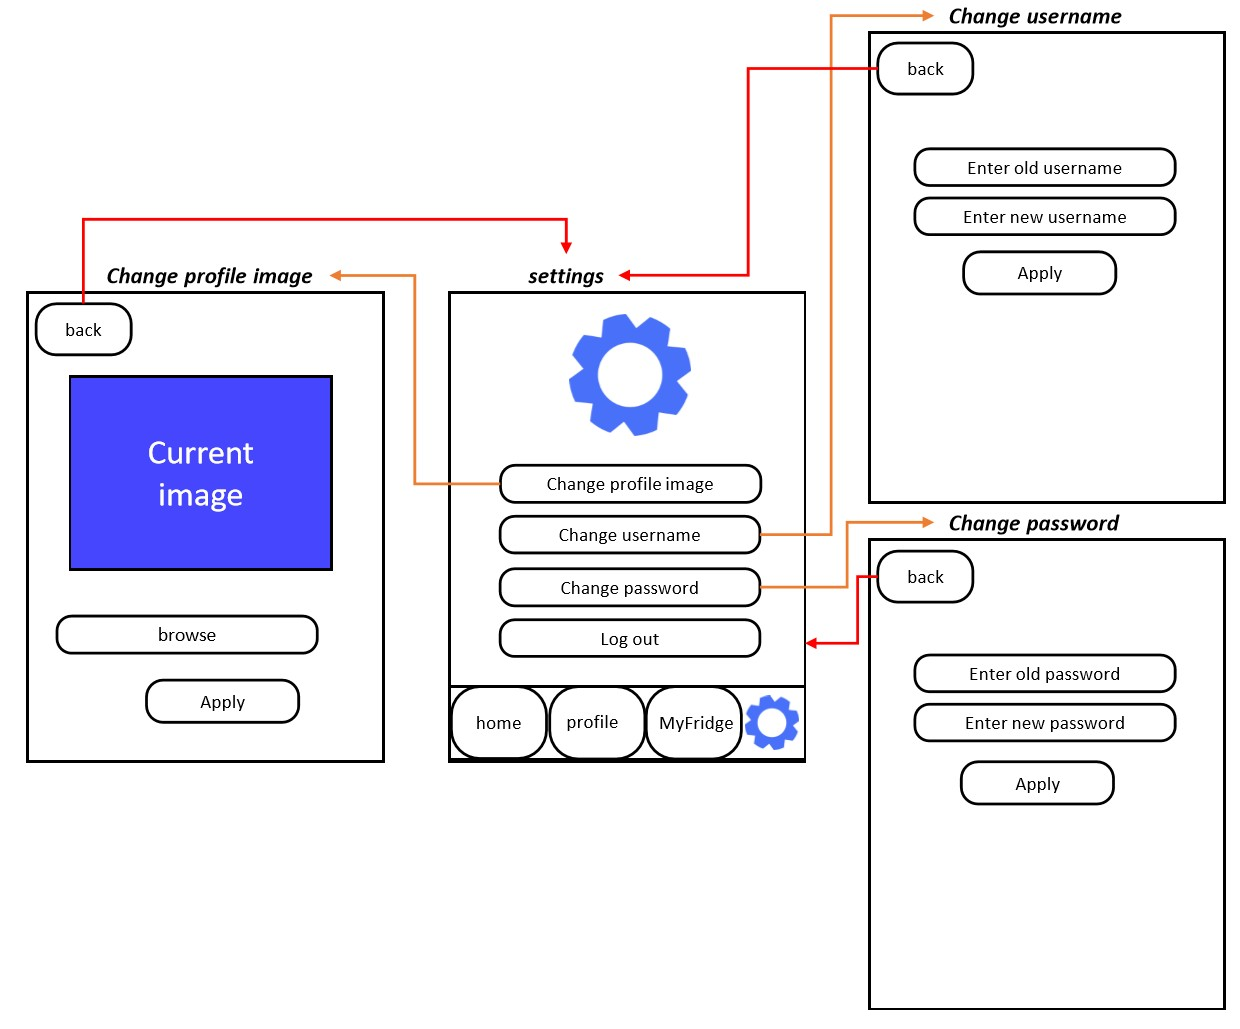 Change username
back
Enter old username
Enter new username
Apply
Change profile image
back
Current
image
browse
Apply
settings
Change profile image
Change username
Change password
Log out
home
profile
MyFridge
Change password
back
Enter old password
Enter new password
Apply